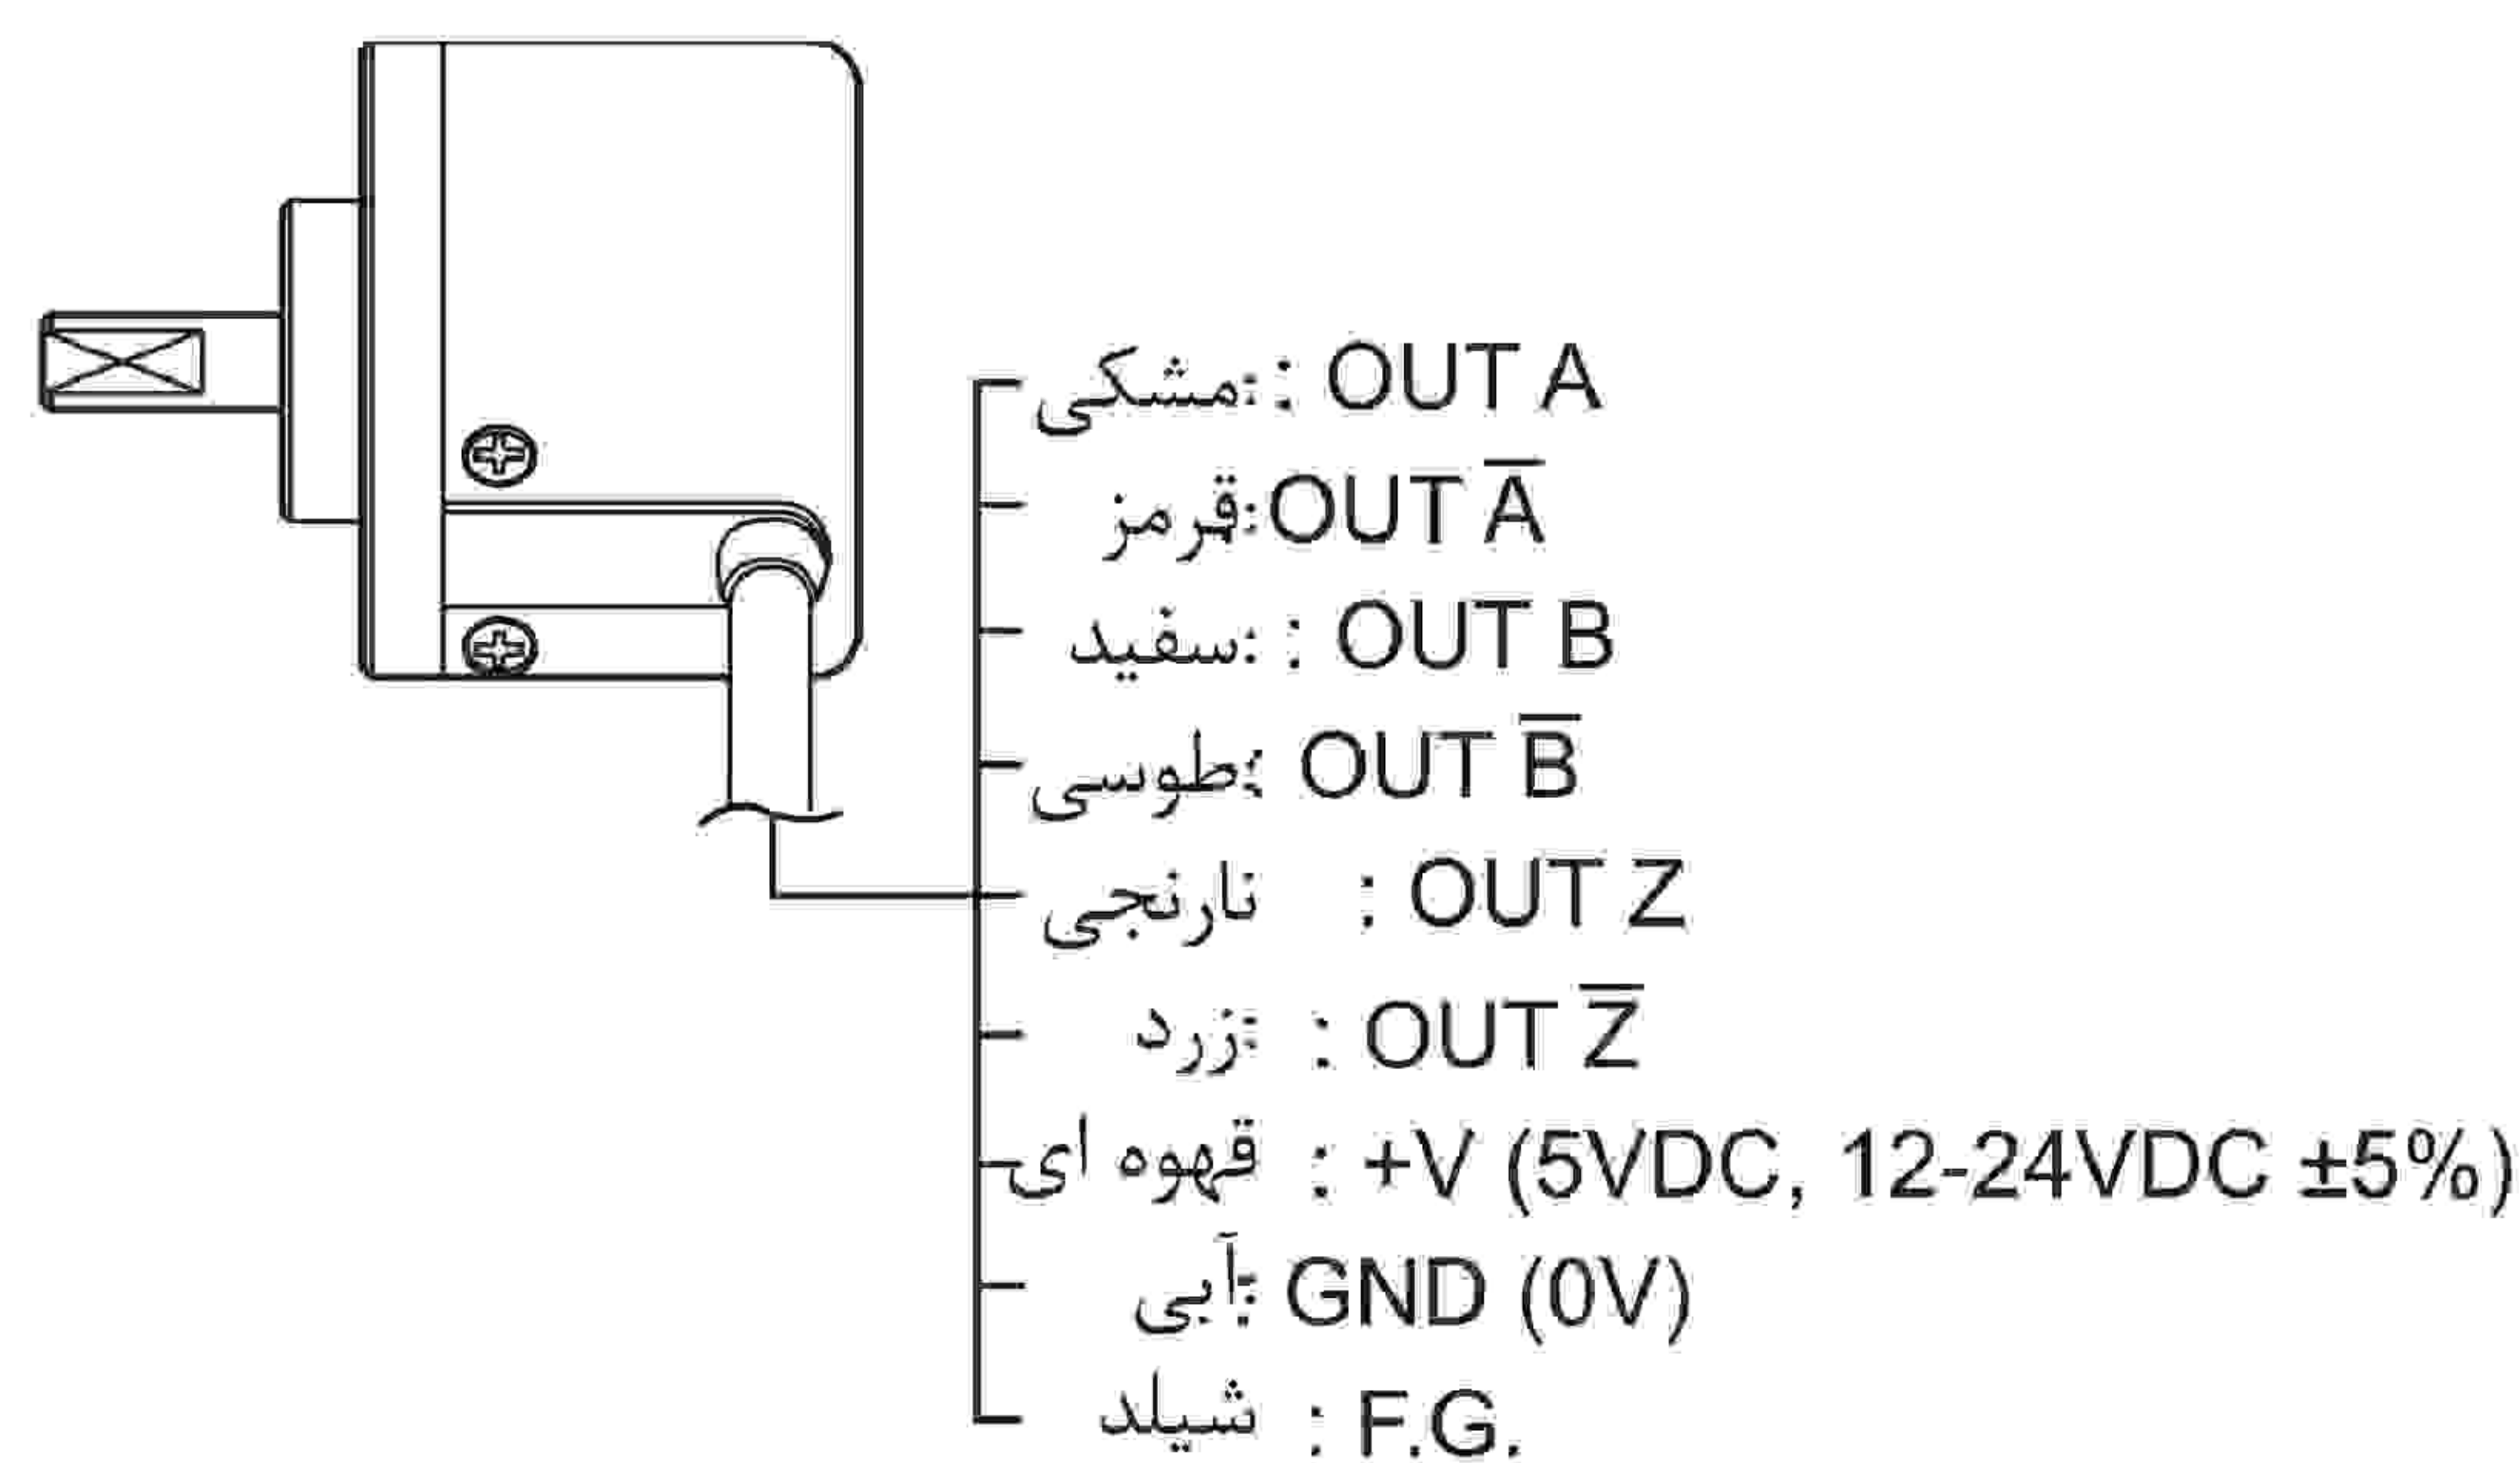 مشکی: : OUT A
قرمز: OUT A̅
سفید: : OUT B
طوسی: : OUT B̅
نارنجی : OUT Z
زرد: : OUT Z̅
قهوه ای : +V (5VDC, 12-24VDC ±5%)
آبی: : GND (0V)
شیلد : F.G.